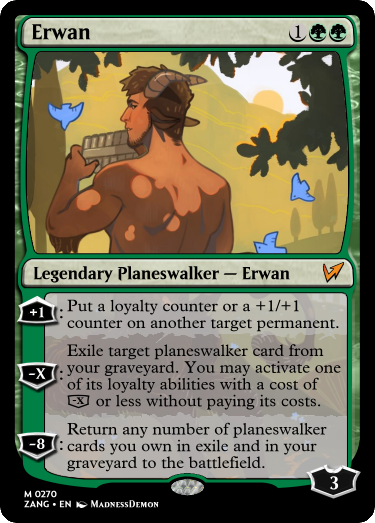 Erwan 1
Legendary Planeswalker — Erwan
+1: Put a loyalty counter or a +1/+1
counter on another target permanent.
-X: Exile target planeswalker card from
your graveyard. You may activate one
of its loyalty abilities with a cost of
-X or less without paying its costs.
-8: Return any number of planeswalker
cards you own in exile and in your
graveyard to the battlefield.
3
M 0270
ZANG • EN MadnessDemon